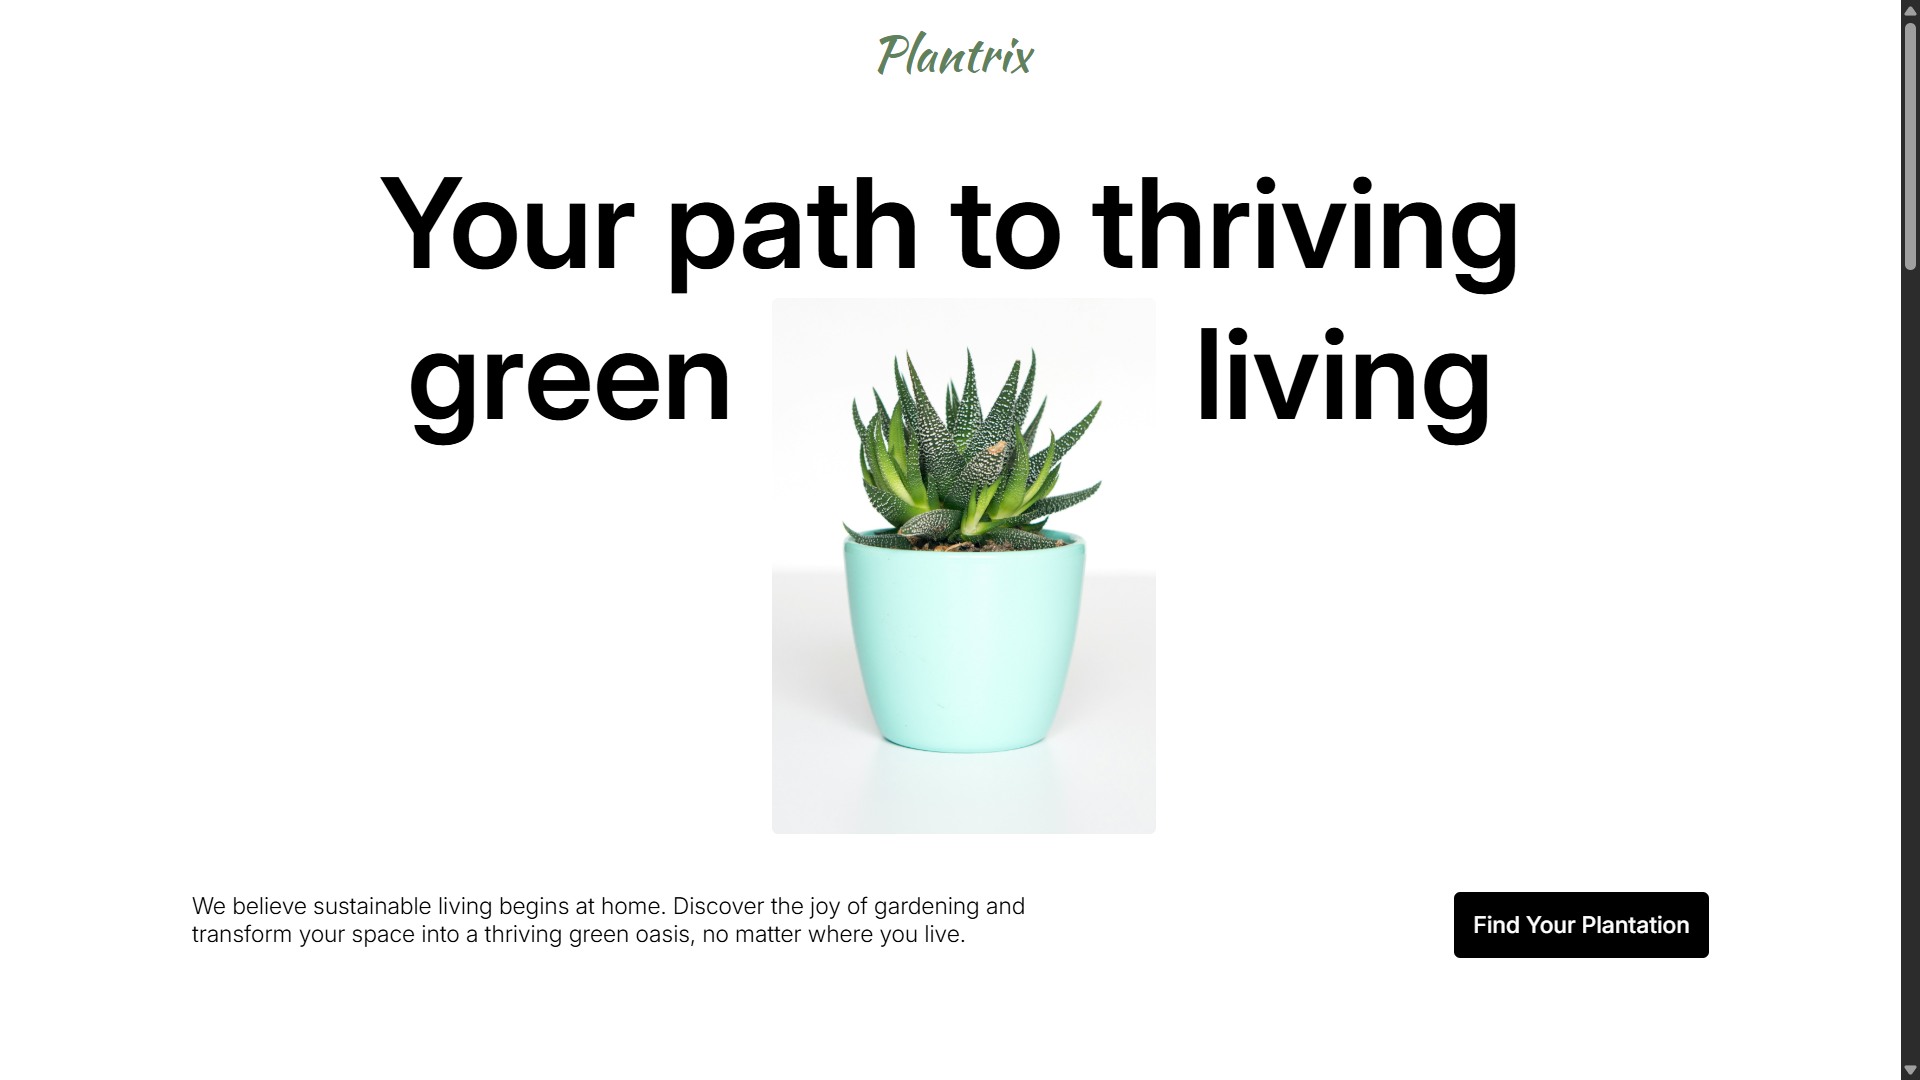 Plantrix
Your path to thriving
green living
We believe sustainable living begins at home. Discover the joy of gardening and
transform your space into a thriving green oasis, no matter where you live.
Find Your Plantation